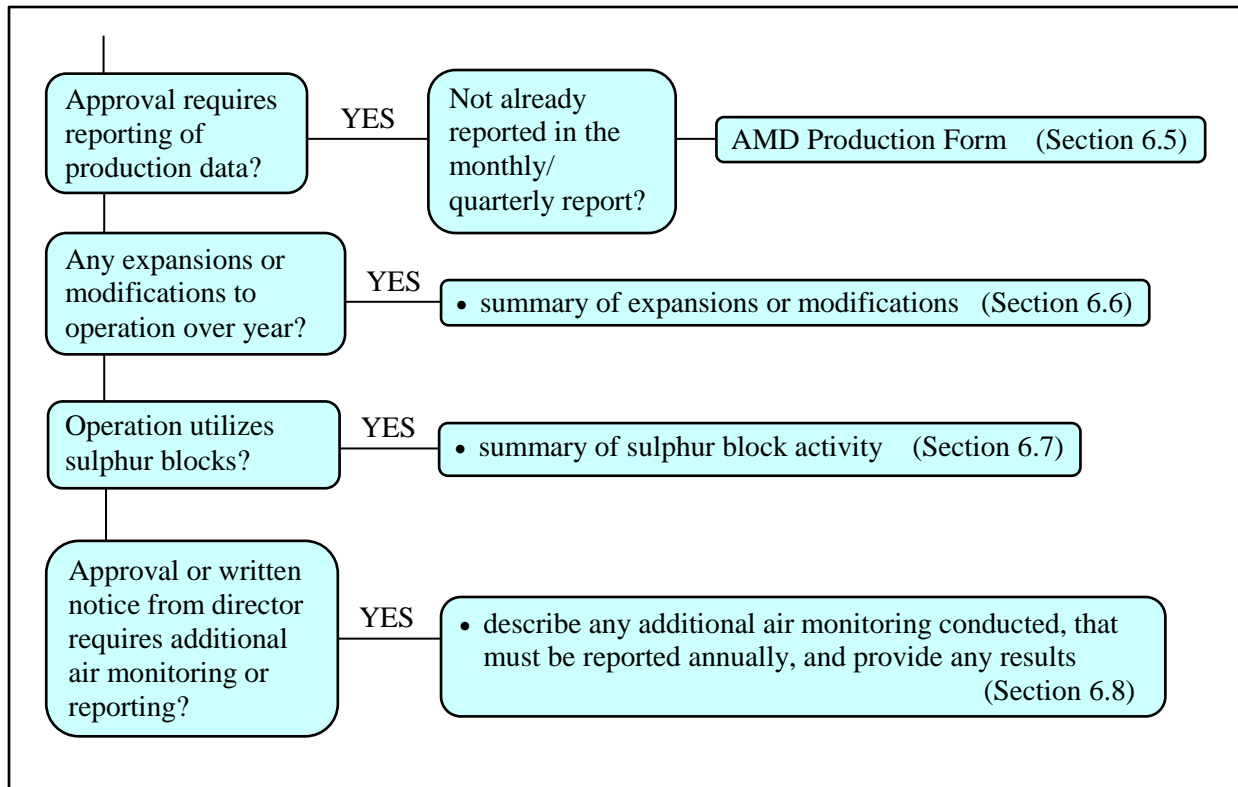 Approval requires
reporting of
production data?
YES
Not already
reported in the
monthly/
quarterly report?
AMD Production Form (Section 6.5)
Any expansions or
modifications to
operation over year?
YES
• summary of expansions or modifications (Section 6.6)
Operation utilizes
sulphur blocks?
YES
• summary of sulphur block activity (Section 6.7)
Approval or written
notice from director
requires additional
air monitoring or
reporting?
YES
• describe any additional air monitoring conducted, that
must be reported annually, and provide any results
(Section 6.8)